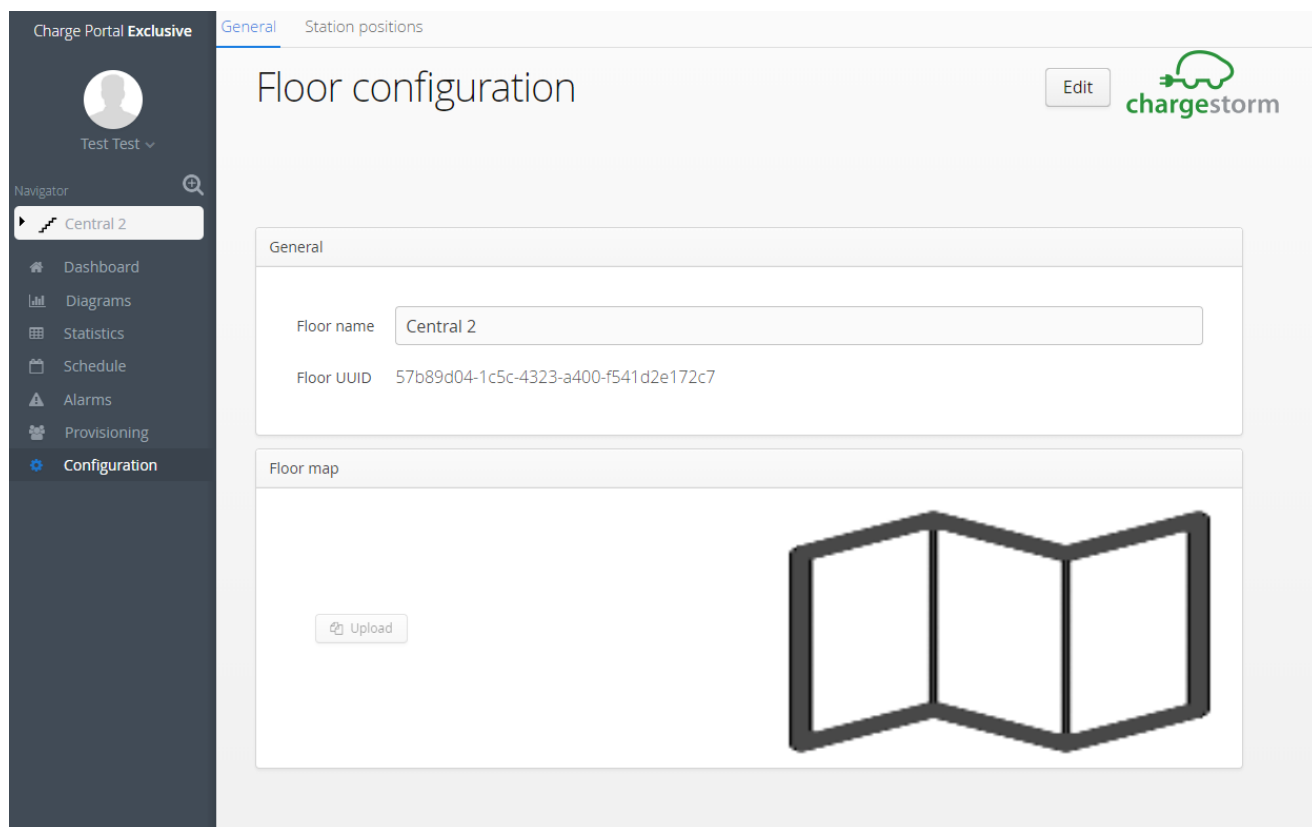 Charge Portal Exclusive
Test Test
Navigator
Central 2
Dashboard
Diagrams
Statistics
Schedule
Alarms
Provisioning
Configuration
General Station positions
Floor configuration
Edit
chargestorm
General
Floor name Central 2
Floor UUID 57b89d04-1c5c-4323-a400-f541d2e172c7
Floor map
Upload